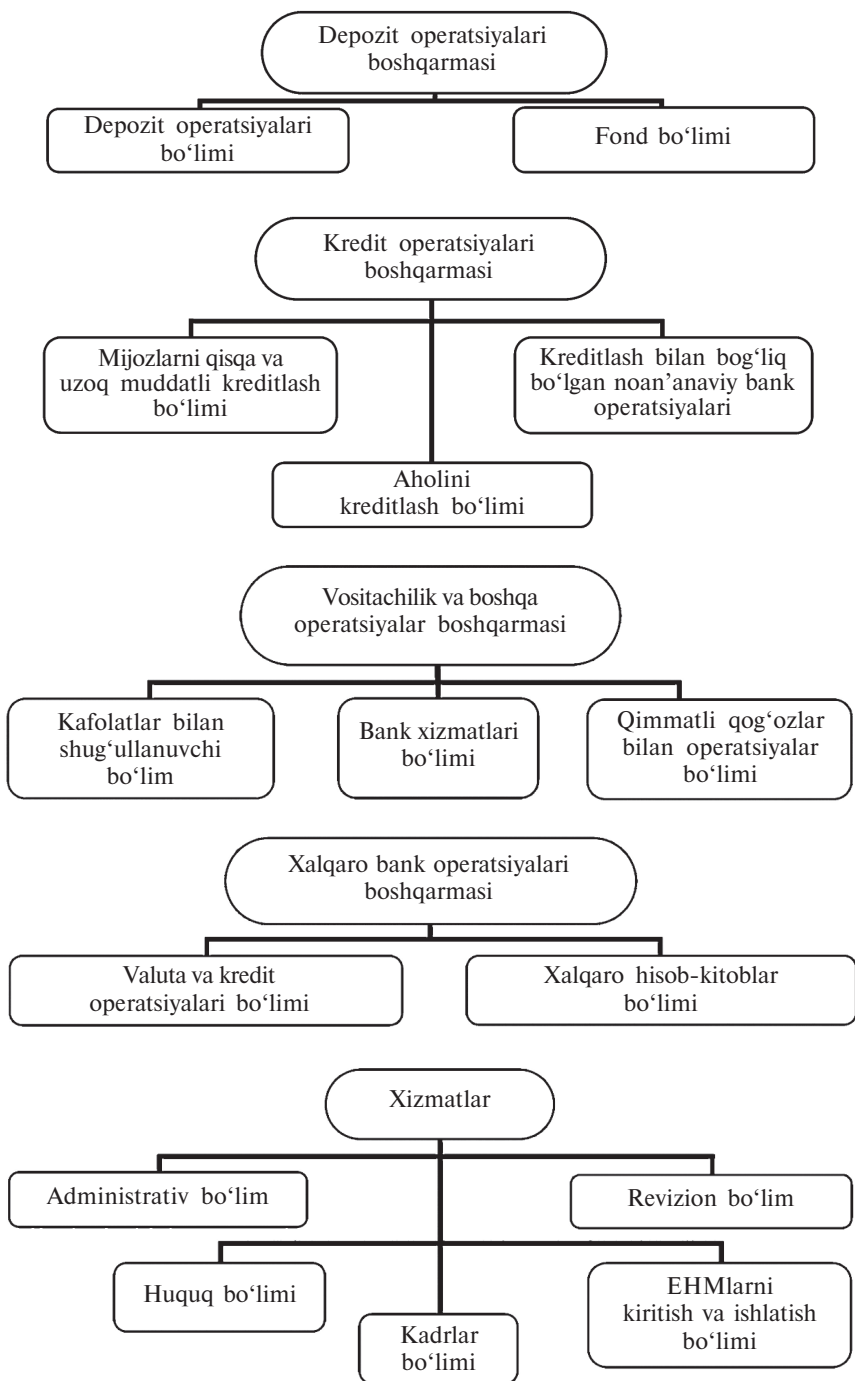 Depozit operatsiyalari
boshqarmasi
Depozit operatsiyalari
bo‘limi
Fond bo‘limi
Kredit operatsiyalari
boshqarmasi
Mijozlarni qisqa va
uzoq muddatli kreditlash
bo‘limi
Kreditlash bilan bog‘liq
bo‘lgan noan’anaviy bank
operatsiyalari
Aholini
kreditlash bo‘limi
Vositachilik va boshqa
operatsiyalar boshqarmasi
Kafolatlar bilan
shug‘ullanuvchi
bo‘lim
Bank xizmatlari
bo‘limi
Qimmatli qog‘ozlar
bilan operatsiyalar
bo‘limi
Xalqaro bank operatsiyalari
boshqarmasi
Valuta va kredit
operatsiyalari bo‘limi
Xalqaro hisob-kitoblar
bo‘limi
Xizmatlar
Administrativ bo‘lim
Revizion bo‘lim
Huquq bo‘limi
Kadrlar
bo‘limi
EHMlarni
kiritish va ishlatish
bo‘limi